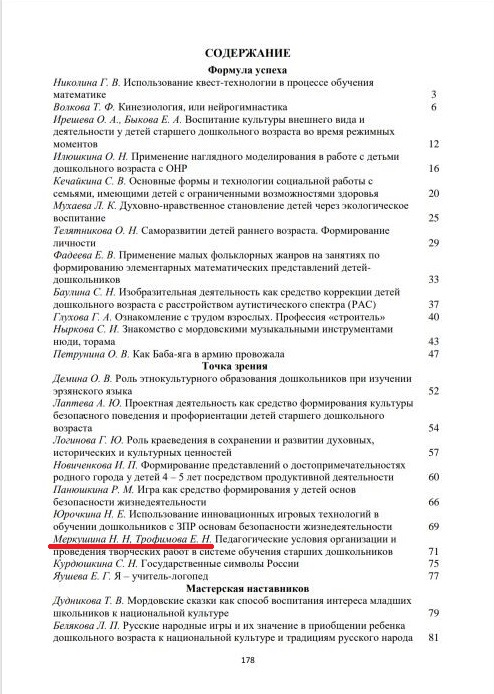 СОДЕРЖАНИЕ
Формула успеха
Николина Г. В. Использование квест-технологии в процессе обучения
математике 3
Волкова Т. Ф. Кинезиология, или нейрогимнастика 6
Ирешева О. А., Быкова Е. А. Воспитание культуры внешнего вида и
деятельности у детей старшего дошкольного возраста во время режимных
моментов 12
Илюшкина О. Н. Применение наглядного моделирования в работе с детьми
дошкольного возраста с ОНР 16
Кечайкина С. В. Основные формы и технологии социальной работы с
семьями, имеющими детей с ограниченными возможностями здоровья 20
Мухаева Л. К. Духовно-нравственное становление детей через экологическое
воспитание 25
Телятникова О. Н. Саморазвитии детей раннего возраста. Формирование
личности 29
Фадеева Е. В. Применение малых фольклорных жанров на занятиях по
формированию элементарных математических представлений детей-
дошкольников 33
Баулина С. Н. Изобразительная деятельность как средство коррекции детей
дошкольного возраста с расстройством аутистического спектра (РАС) 37
Глухова Г. А. Ознакомление с трудом взрослых. Профессия «строитель» 40
Ныркова С. И. Знакомство с мордовскими музыкальными инструментами
нюди, торама 43
Петрунина О. В. Как Баба-яга в армию провожала 47
Точка зрения
Демина О. В. Роль этнокультурного образования дошкольников при изучении
эрзянского языка 52
Лаптева А. Ю. Проектная деятельность как средство формирования культуры
безопасного поведения и профориентации детей старшего дошкольного
возраста 54
Логинова Г. Ю. Роль краеведения в сохранении и развитии духовных,
исторических и культурных ценностей 57
Новиченкова И. П. Формирование представлений о достопримечательностях
родного города у детей 4 – 5 лет посредством продуктивной деятельности 60
Панюшкина Р. М. Игра как средство формирования у детей основ
безопасности жизнедеятельности 66
Юрочкина Н. Е. Использование инновационных игровых технологий в
обучении дошкольников с ЗПР основам безопасности жизнедеятельности 69
Меркушина Н. Н, Трофимова Е. Н. Педагогические условия организации и
проведения творческих работ в системе обучения старших дошкольников 71
Курдюшкина С. Н. Государственные символы России 75
Яушева Е. Г. Я – учитель-логопед 77
Мастерская наставников
Дудникова Т. В. Мордовские сказки как способ воспитания интереса младших
школьников к национальной культуре 79
Белякова Л. П. Русские народные игры и их значение в приобщении ребенка
дошкольного возраста к национальной культуре и традициям русского народа 81
178